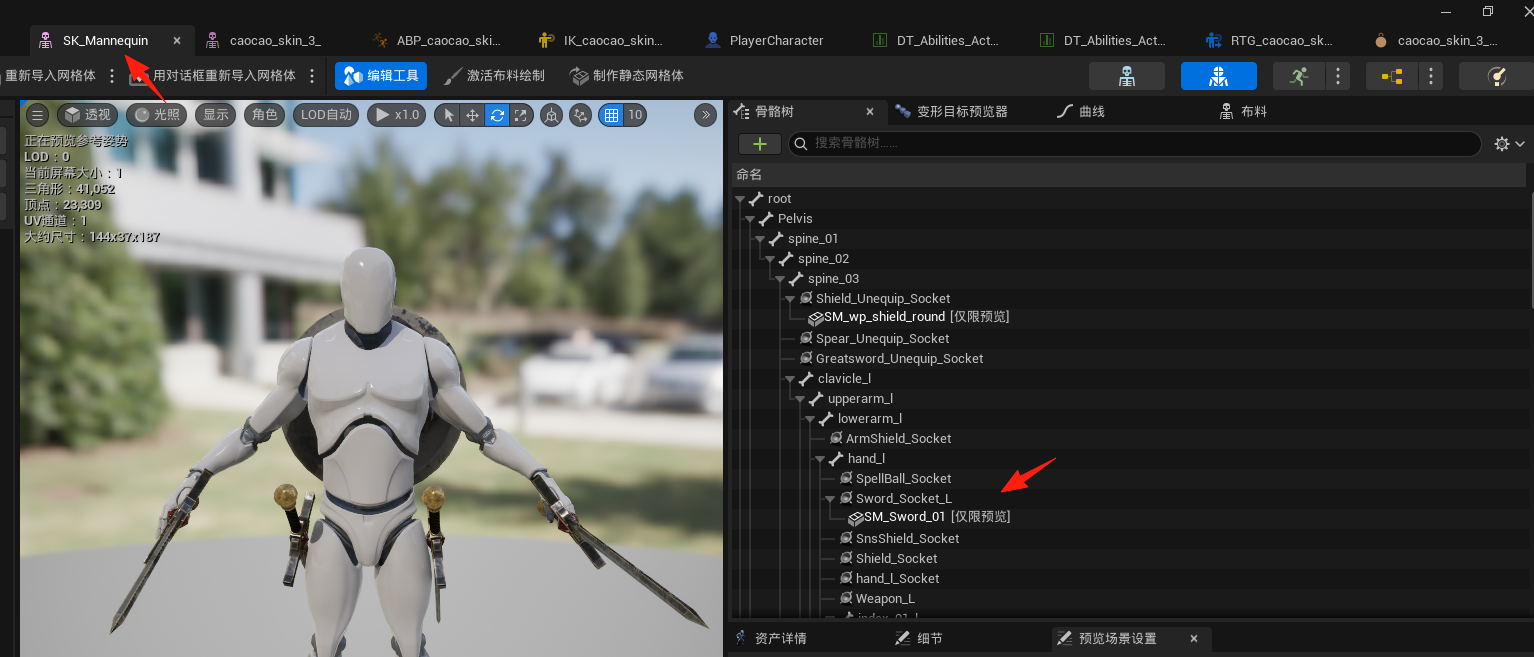 SK_Mannequin
caocao_skin_3_
ABP_caocao_ski...
IK_caocao_skin...
PlayerCharacter
DT_Abilities_Act...
DT_Abilities_Act...
RTG_caocao_sk...
caocao_skin_3_...
重新导入网格体
用对话框重新导入网格体
编辑工具
激活布料绘制
制作静态网格体
透视
光照
显示
角色
LOD自动
x1.0
10
正在预览参考姿势
LOD：0
当前屏幕大小：1
三角形：41,052
顶点：23,309
UV通道：1
大约尺寸：144x37x187
骨骼树
变形目标预览器
曲线
布料
搜索骨骼树......
命名
root
Pelvis
spine_01
spine_02
spine_03
Shield_Unequip_Socket
SM_wp_shield_round [仅限预览]
Spear_Unequip_Socket
Greatsword_Unequip_Socket
clavicle_l
upperarm_l
lowerarm_l
ArmShield_Socket
hand_l
SpellBall_Socket
Sword_Socket_L
SM_Sword_01 [仅限预览]
SnsShield_Socket
Shield_Socket
hand_l_Socket
Weapon_L
index_01_l
资产详情
细节
预览场景设置